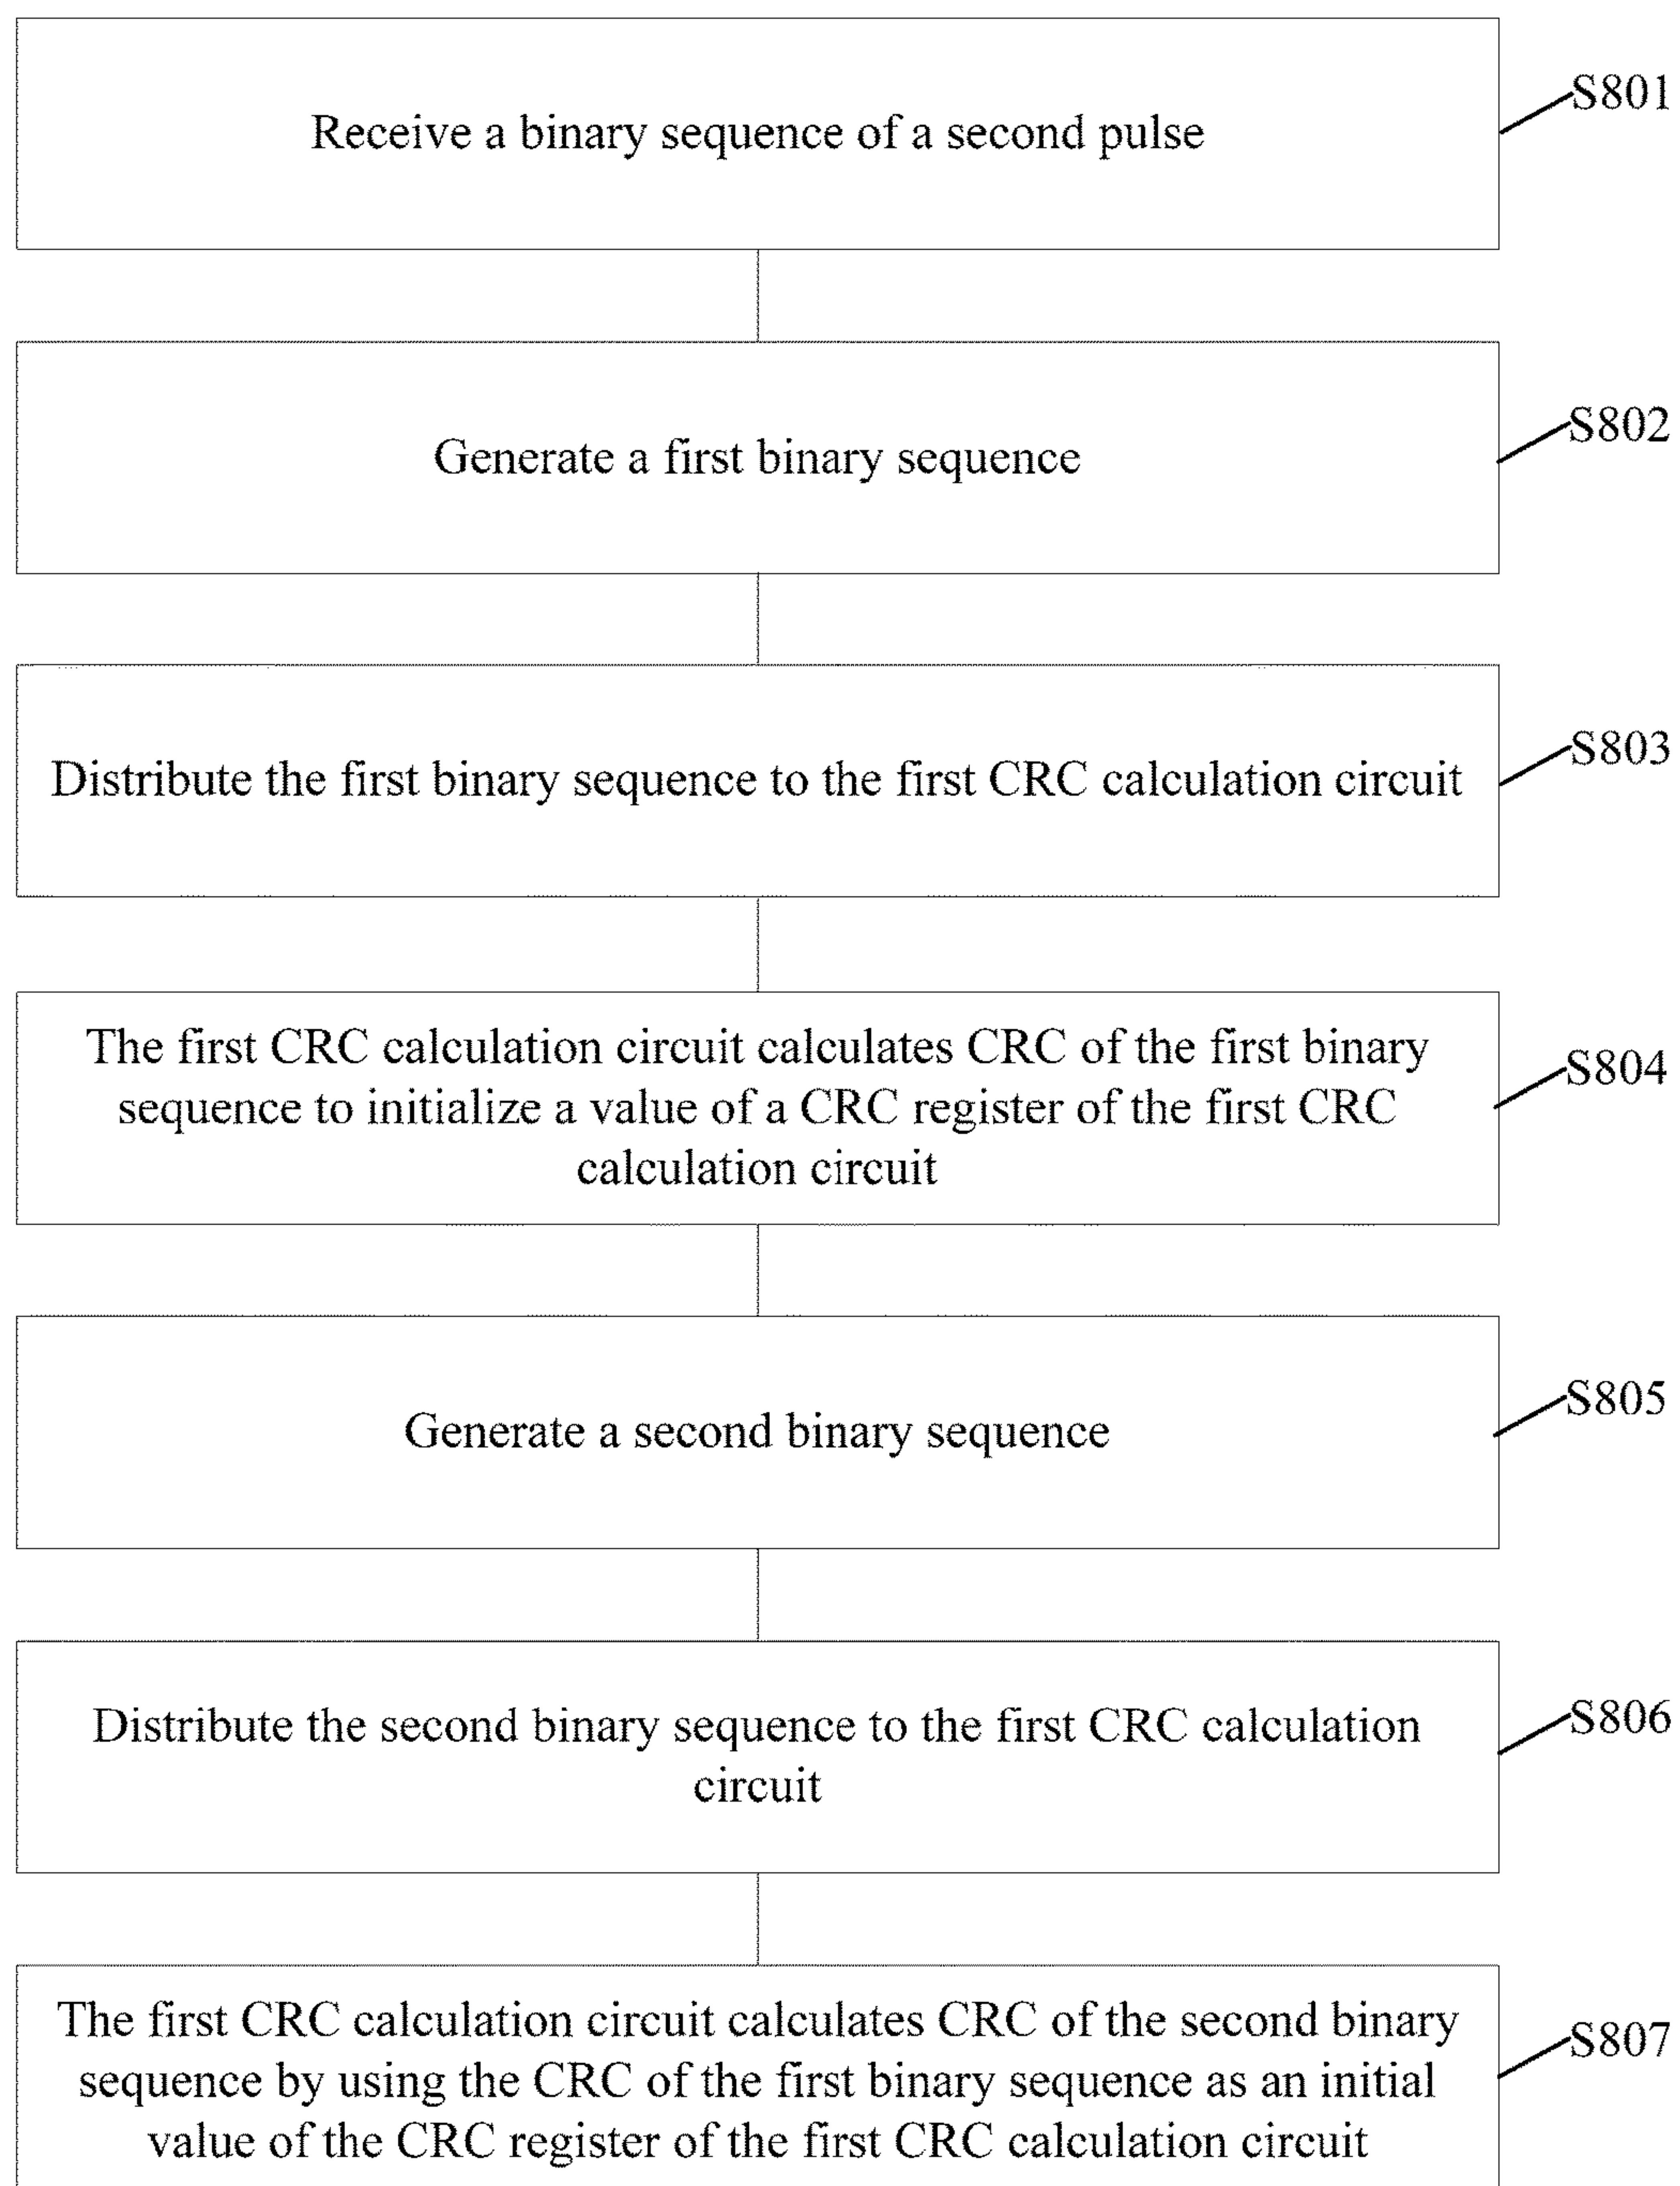 Receive a binary sequence of a second pulse
S801
Generate a first binary sequence
S802
Distribute the first binary sequence to the first CRC calculation circuit
S803
The first CRC calculation circuit calculates CRC of the first binary
sequence to initialize a value of a CRC register of the first CRC
calculation circuit
S804
Generate a second binary sequence
S805
Distribute the second binary sequence to the first CRC calculation
circuit
S806
The first CRC calculation circuit calculates CRC of the second binary
sequence by using the CRC of the first binary sequence as an initial
value of the CRC register of the first CRC calculation circuit
S807